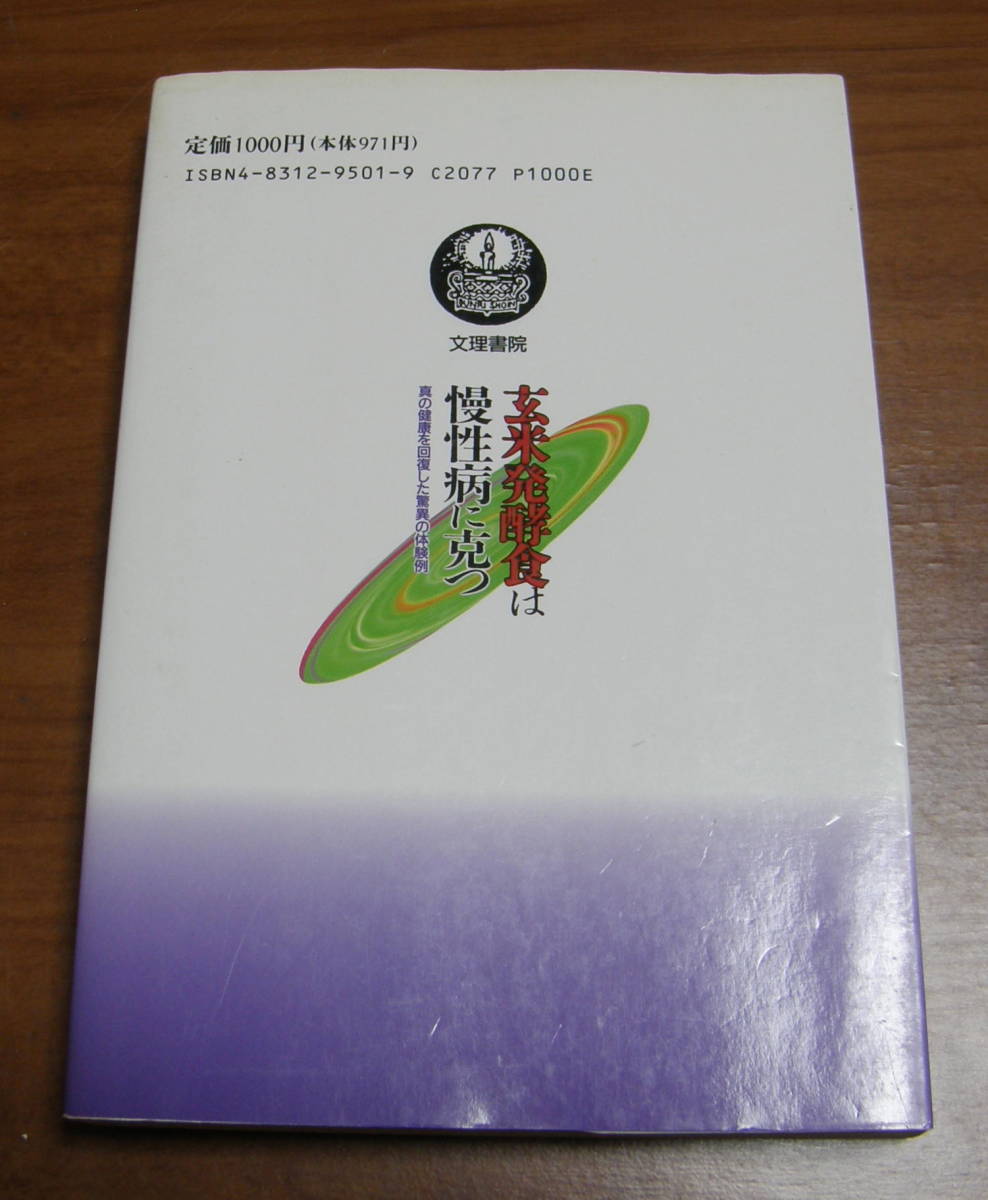 定価1000円(本体971円)
ISBN4-8312-9501-9 C2077 P1000E
BUNRI SHOIN
文理書院
玄米発酵食は
慢性病に克つ
真の健康を回復した驚異の体験例